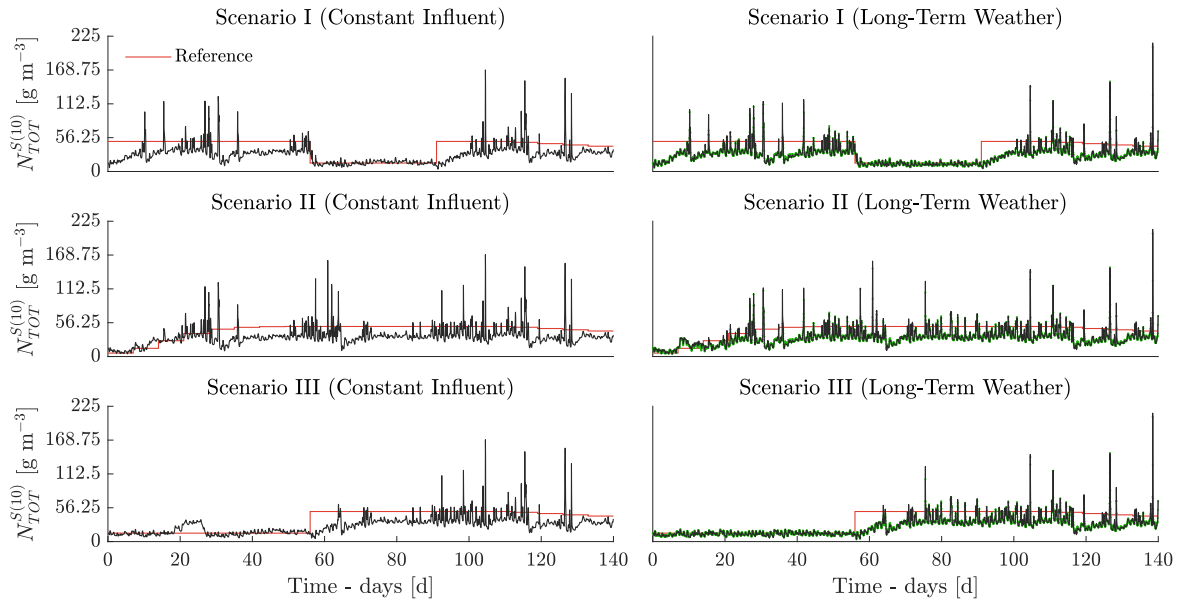 Scenario I (Constant Influent)
Scenario I (Long-Term Weather)
N_{TOT}^{S(10)} [g m^{-3}]
225
168.75
112.5
56.25
0
Reference
Scenario II (Constant Influent)
Scenario II (Long-Term Weather)
N_{TOT}^{S(10)} [g m^{-3}]
225
168.75
112.5
56.25
0
Scenario III (Constant Influent)
Scenario III (Long-Term Weather)
N_{TOT}^{S(10)} [g m^{-3}]
225
168.75
112.5
56.25
0
0 20 40 60 80 100 120 140
0 20 40 60 80 100 120 140
Time - days [d]
Time - days [d]